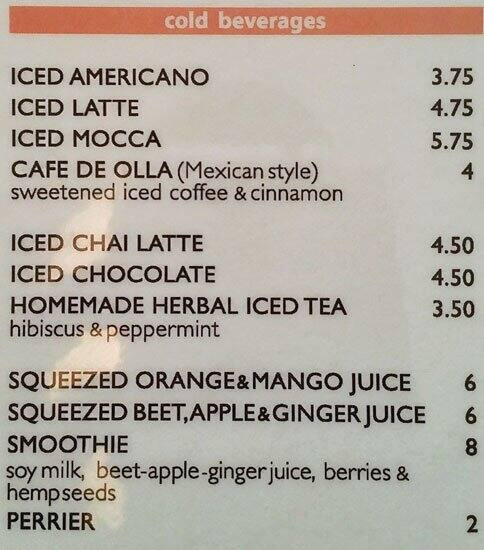 cold beverages
ICED AMERICANO 3.75
ICED LATTE 4.75
ICED MOCCA 5.75
CAFE DE OLLA (Mexican style) 4
sweetened iced coffee & cinnamon
ICED CHAI LATTE 4.50
ICED CHOCOLATE 4.50
HOMEMADE HERBAL ICED TEA 3.50
hibiscus & peppermint
SQUEEZED ORANGE&MANGO JUICE 6
SQUEEZED BEET,APPLE&GINGER JUICE 6
SMOOTHIE 8
soy milk, beet-apple-ginger juice, berries &
hempseeds
PERRIER 2